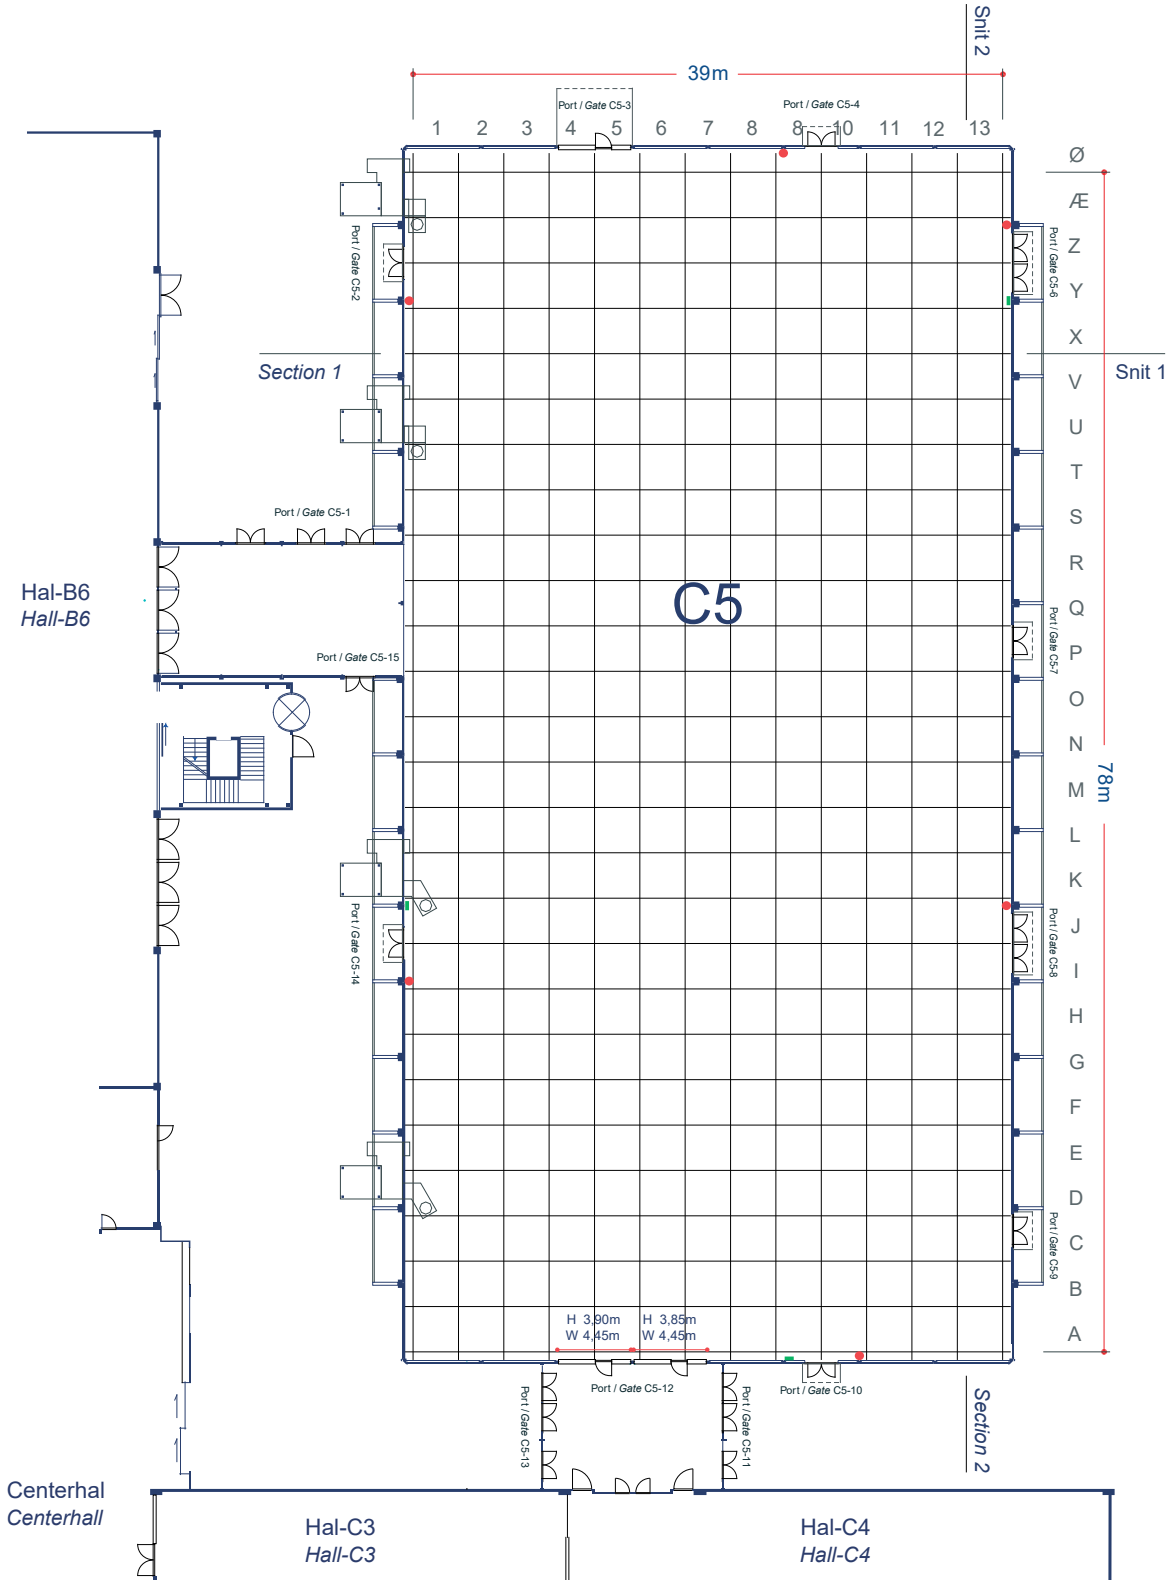 Snit 2
39m
Port / Gate C5-3
Port / Gate C5-4
1 2 3 4 5 6 7 8 8 10 11 12 13
Ø
Æ
Z
Y
X
V
U
T
S
R
Q
P
O
N
M
L
K
J
I
H
G
F
E
D
C
B
A
Port / Gate C5-2
Port / Gate C5-6
Section 1
Snit 1
Port / Gate C5-1
Hal-B6
Hall-B6
C5
Port / Gate C5-7
Port / Gate C5-15
78m
Port / Gate C5-14
Port / Gate C5-8
Port / Gate C5-9
H 3,90m
W 4,45m
H 3,85m
W 4,45m
Port / Gate C5-12
Port / Gate C5-10
Port / Gate C5-13
Port / Gate C5-11
Section 2
Centerhal
Centerhall
Hal-C3
Hall-C3
Hal-C4
Hall-C4